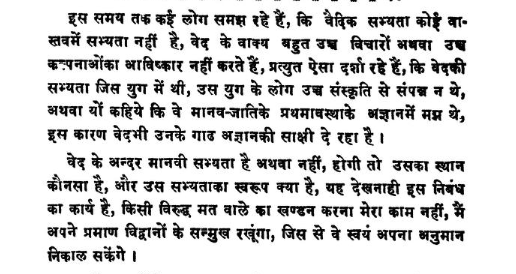 इस समय तक कई लोग समझ रहे हैं, कि वैदिक सभ्यता कोई वा-
स्तवमें सभ्यता नहीं है, वेद के वाक्य बहुत उच्च विचारों अथवा उच्च
कल्पनाओंका आविष्कार नहीं करते हैं, प्रत्युत ऐसा दर्शा रहे हैं, कि वेदकी
सभ्यता जिस युग में थी, उस युग के लोग उच्च संस्कृति से संपन्न न थे,
अथवा यों कहिये कि वे मानव-जातिके प्रथमावस्थाके अज्ञानमें मग्न थे,
इस कारण वेदभी उनके गाढ अज्ञानकी साक्षी दे रहा है ।
वेद के अन्दर मानवी सभ्यता है अथवा नहीं, होगी तो उसका स्थान
कौनसा है, और उस सभ्यताका स्वरूप क्या है, यह देखनाही इस निबंध
का कार्य है, किसी विरुद्ध मत वाले का खण्डन करना मेरा काम नहीं, मैं
अपने प्रमाण विद्वानों के सन्मुख रखूंगा, जिस से वे स्वयं अपना अनुमान
निकाल सकेंगे ।